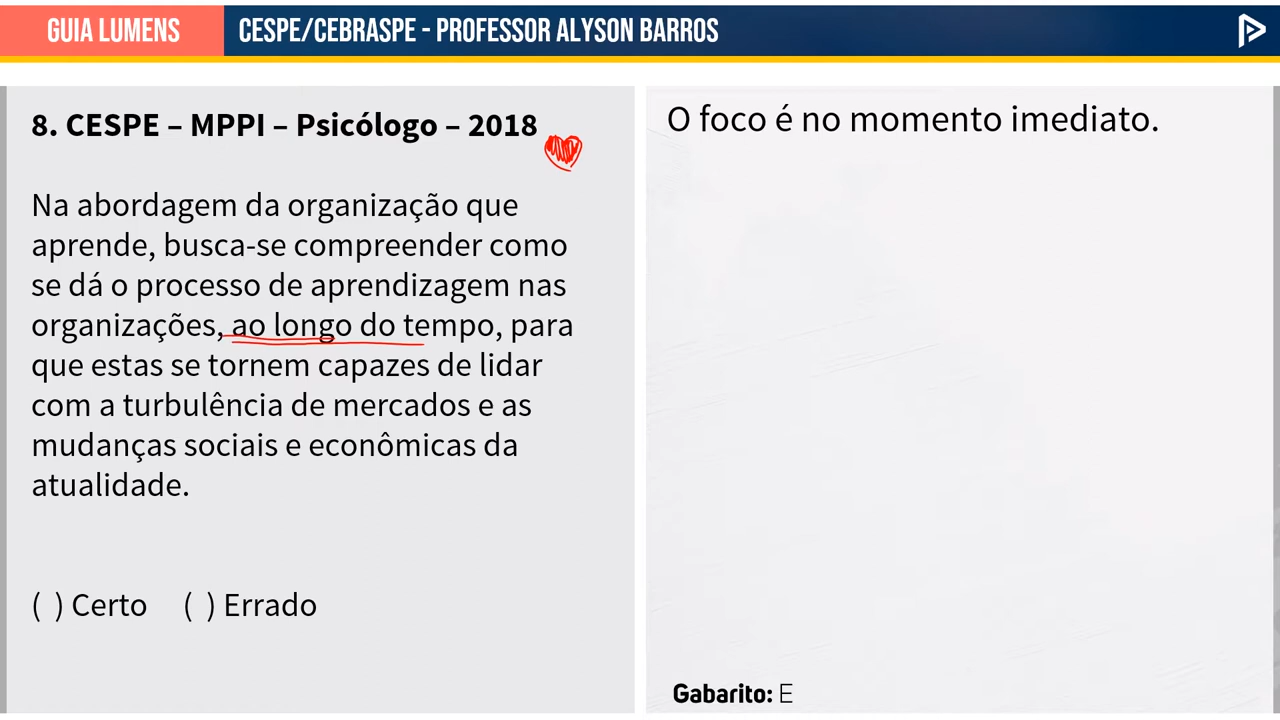 GUIA LUMENS
CESPE/CEBRASPE - PROFESSOR ALYSON BARROS
8. CESPE – MPPI – Psicólogo – 2018
Na abordagem da organização que
aprende, busca-se compreender como
se dá o processo de aprendizagem nas
organizações, ao longo do tempo, para
que estas se tornem capazes de lidar
com a turbulência de mercados e as
mudanças sociais e econômicas da
atualidade.
( ) Certo ( ) Errado
O foco é no momento imediato.
Gabarito: E